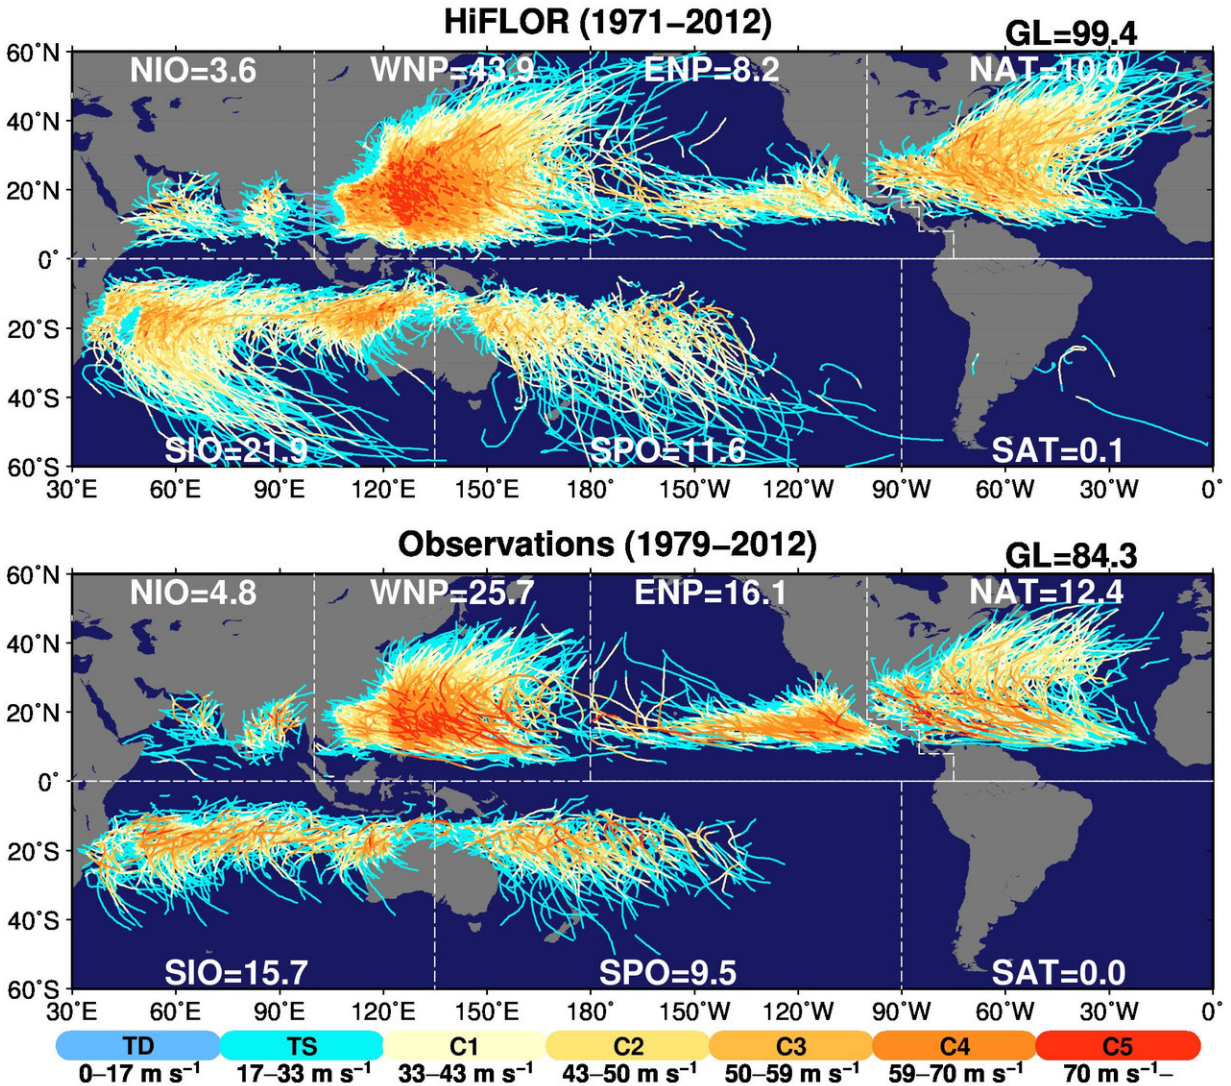 HiFLOR (1971–2012)
GL=99.4
60˚N
NIO=3.6 WNP=43.9 ENP=8.2 NAT=10.0
40˚N
20˚N
0˚
20˚S
40˚S
SIO=21.9 SPO=11.6 SAT=0.1
60˚S
30˚E 60˚E 90˚E 120˚E 150˚E 180˚ 150˚W 120˚W 90˚W 60˚W 30˚W 0˚
Observations (1979–2012)
GL=84.3
60˚N
NIO=4.8 WNP=25.7 ENP=16.1 NAT=12.4
40˚N
20˚N
0˚
20˚S
40˚S
SIO=15.7 SPO=9.5 SAT=0.0
60˚S
30˚E 60˚E 90˚E 120˚E 150˚E 180˚ 150˚W 120˚W 90˚W 60˚W 30˚W 0˚
TD TS C1 C2 C3 C4 C5
0–17 m s⁻¹ 17–33 m s⁻¹ 33–43 m s⁻¹ 43–50 m s⁻¹ 50–59 m s⁻¹ 59–70 m s⁻¹ 70 m s⁻¹–